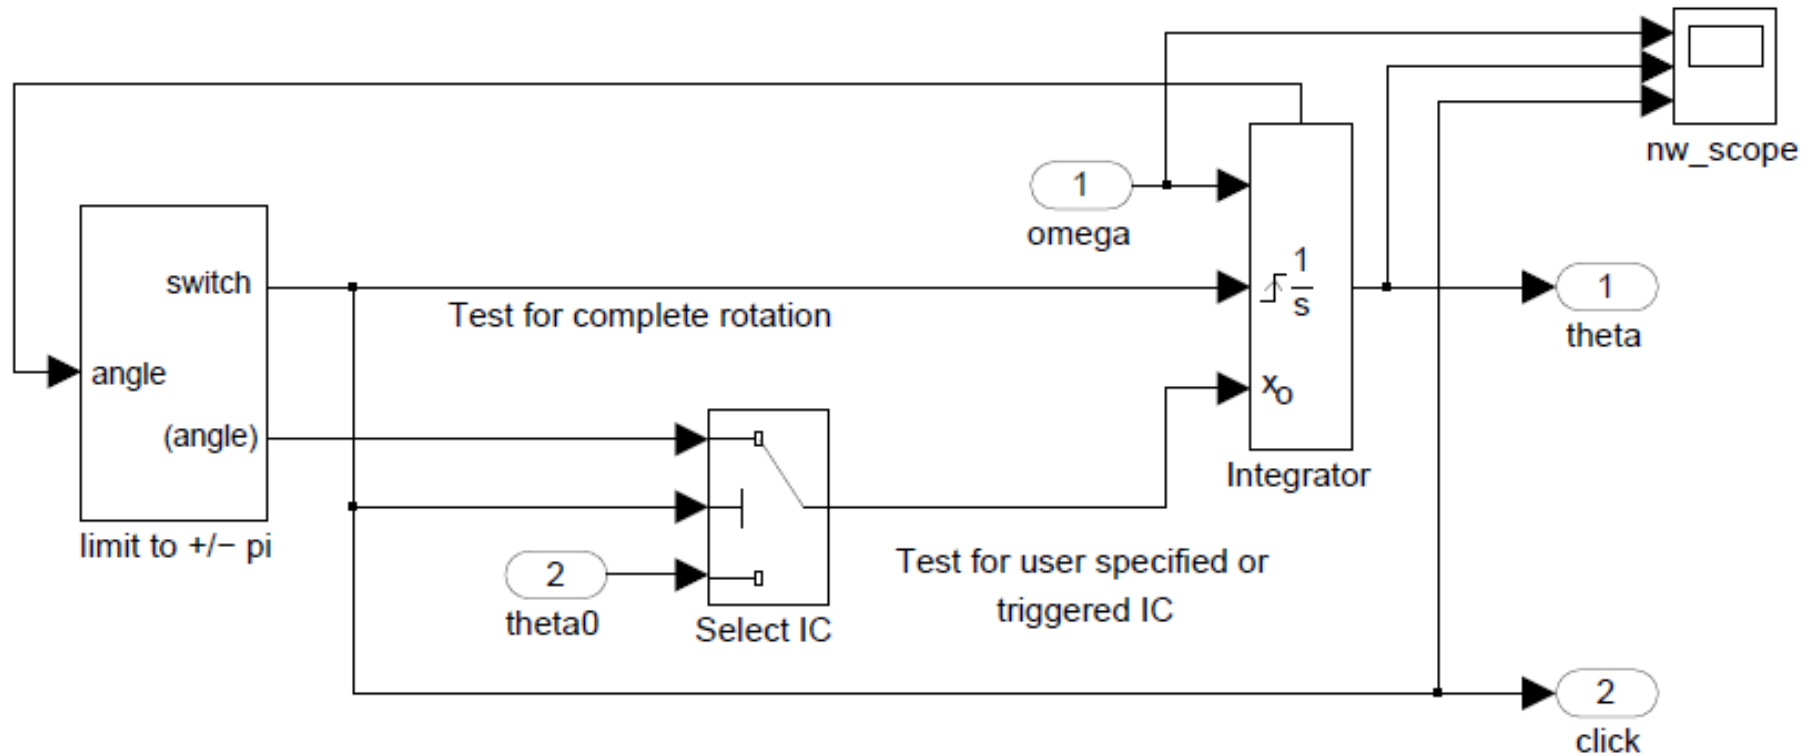 nw_scope
1
omega
switch
1
s
1
theta
Test for complete rotation
angle
xo
(angle)
Integrator
limit to +/− pi
2
theta0
Select IC
Test for user specified or
triggered IC
2
click